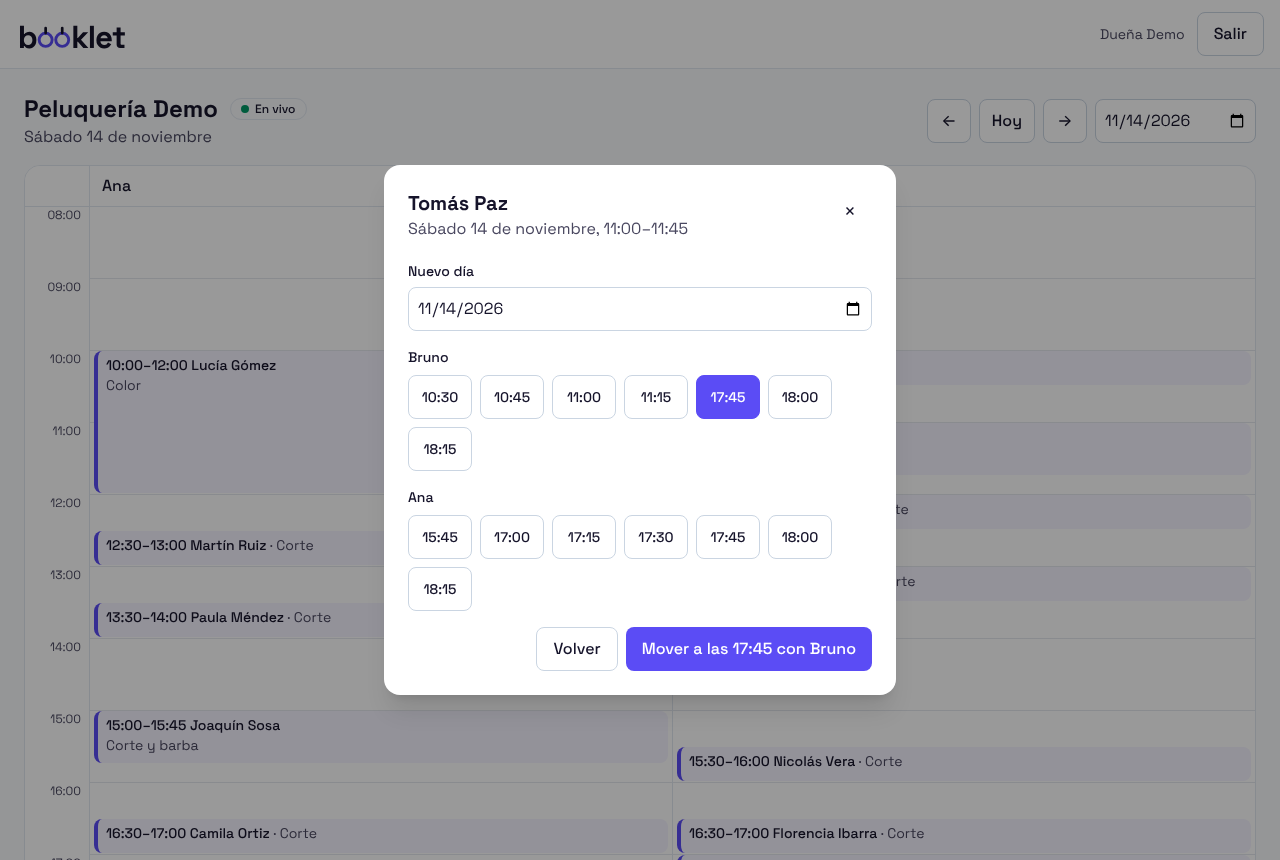 booklet
Dueña Demo
Salir
Peluquería Demo
En vivo
Sábado 14 de noviembre
←
Hoy
→
11/14/2026
Ana
08:00
09:00
10:00
10:00–12:00 Lucía Gómez
Color
11:00
12:00
12:30–13:00 Martín Ruiz · Corte
13:00
13:30–14:00 Paula Méndez · Corte
14:00
15:00
15:00–15:45 Joaquín Sosa
Corte y barba
15:30–16:00 Nicolás Vera · Corte
16:00
16:30–17:00 Camila Ortiz · Corte
16:30–17:00 Florencia Ibarra · Corte
Tomás Paz
×
Sábado 14 de noviembre, 11:00–11:45
Nuevo día
11/14/2026
Bruno
10:30 10:45 11:00 11:15 17:45 18:00
18:15
Ana
15:45 17:00 17:15 17:30 17:45 18:00
18:15
Volver
Mover a las 17:45 con Bruno